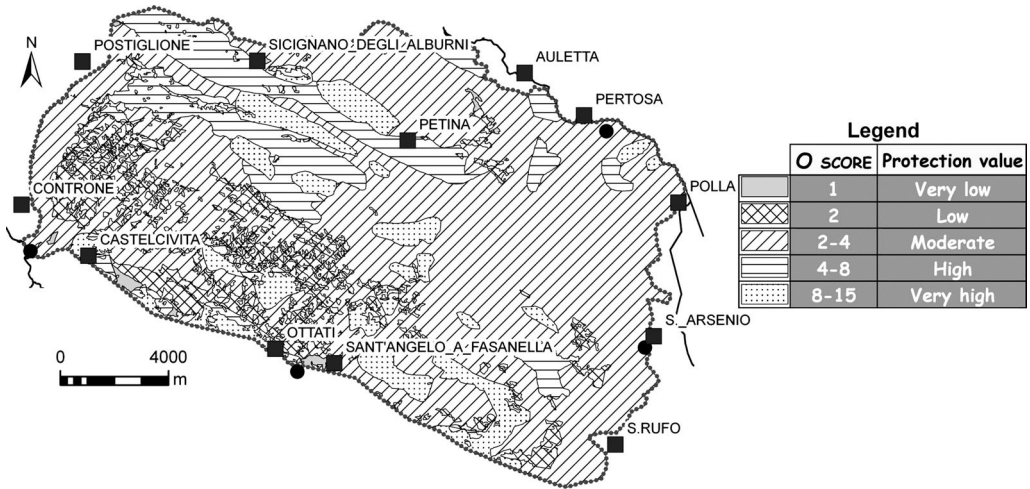 N
POSTIGLIONE
SICIGNANO_DEGLI_ALBURNI
AULETTA
PERTOSA
PETINA
CONTRONE
POLLA
CASTELCIVITA
S._ARSENIO
OTTATI
SANT'ANGELO_A_FASANELLA
S.RUFO
0 4000
m
Legend
O SCORE Protection value
1 Very low
2 Low
2-4 Moderate
4-8 High
8-15 Very high